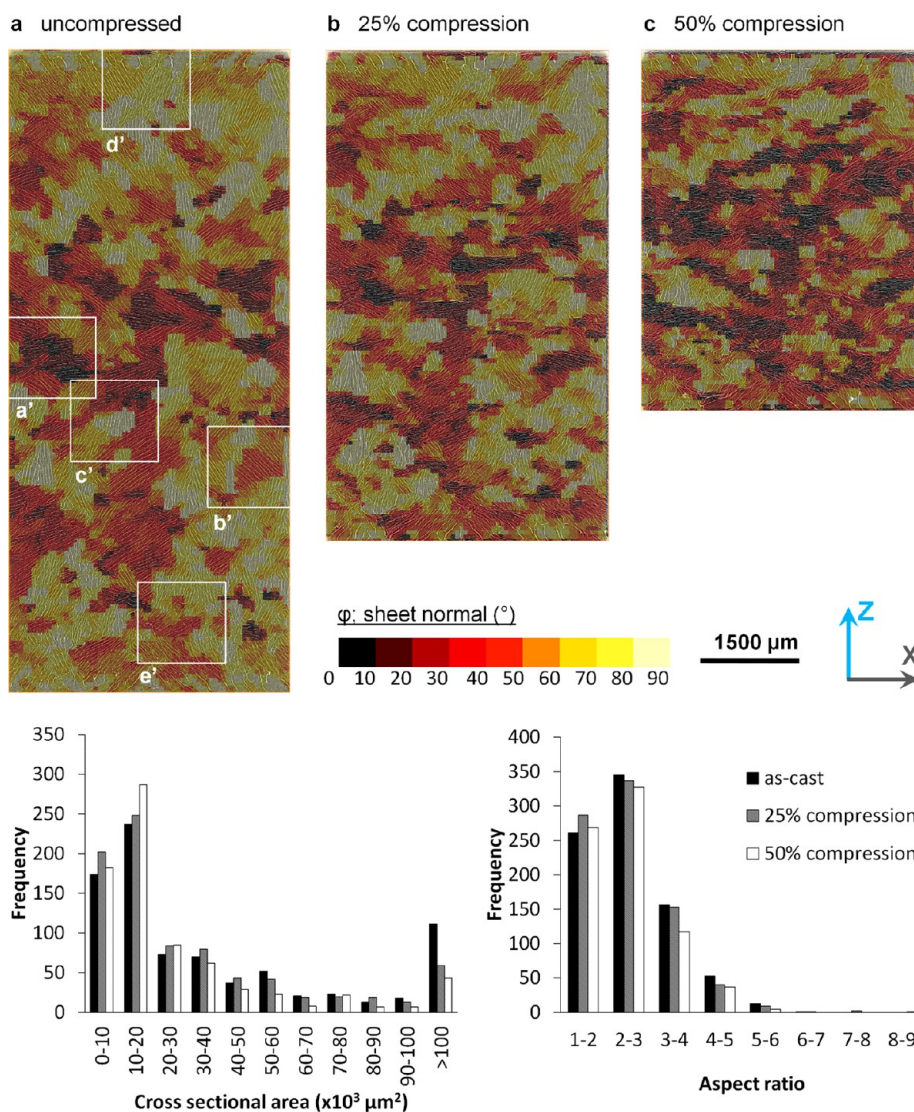 a uncompressed
b 25% compression
c 50% compression
d’
a’
c’
b’
e’
φ: sheet normal (°)
0 10 20 30 40 50 60 70 80 90
1500 µm
Z
X
350
300
250
200
150
100
50
0
Frequency
0-10
10-20
20-30
30-40
40-50
50-60
60-70
70-80
80-90
90-100
>100
Cross sectional area (x10³ µm²)
400
350
300
250
200
150
100
50
0
Frequency
as-cast
25% compression
50% compression
1-2 2-3 3-4 4-5 5-6 6-7 7-8 8-9
Aspect ratio